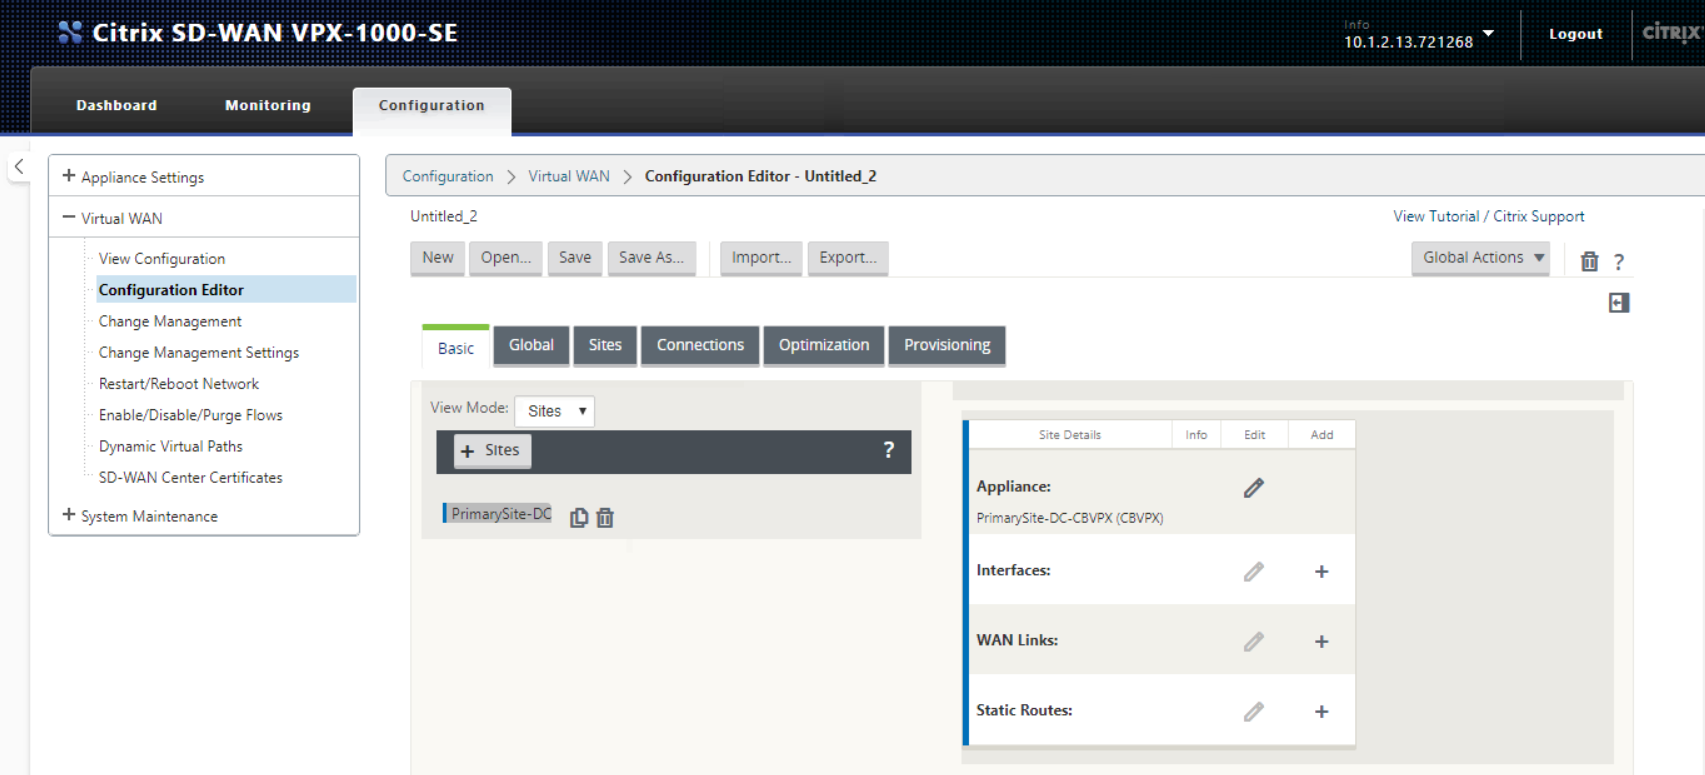 Citrix SD-WAN VPX-1000-SE
Info
10.1.2.13.721268
Logout
CITRIX
Dashboard Monitoring Configuration
+ Appliance Settings
− Virtual WAN
View Configuration
Configuration Editor
Change Management
Change Management Settings
Restart/Reboot Network
Enable/Disable/Purge Flows
Dynamic Virtual Paths
SD-WAN Center Certificates
+ System Maintenance
Configuration > Virtual WAN > Configuration Editor - Untitled_2
Untitled_2
View Tutorial / Citrix Support
New Open... Save Save As... Import... Export...
Global Actions ▼ ?
Basic Global Sites Connections Optimization Provisioning
View Mode: Sites ▼
+ Sites ?
PrimarySite-DC
Site Details Info Edit Add
Appliance:
PrimarySite-DC-CBVPX (CBVPX)
Interfaces: +
WAN Links: +
Static Routes: +